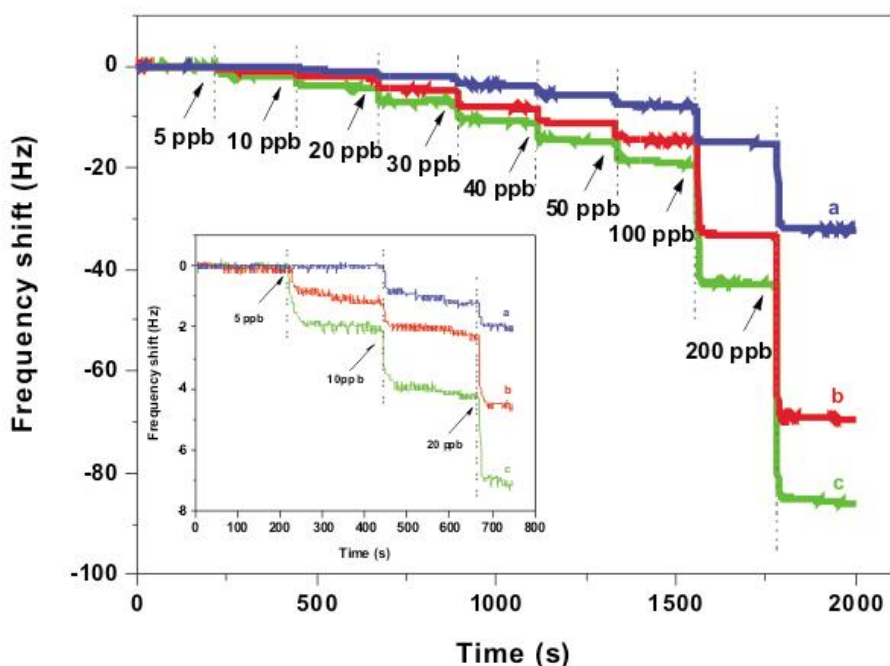 0
-20
-40
-60
-80
-100
Frequency shift (Hz)
5 ppb
10 ppb
20 ppb
30 ppb
40 ppb
50 ppb
100 ppb
200 ppb
a
b
c
0
500
1000
1500
2000
Time (s)
0
-2
-4
-6
-8
Frequency shift (Hz)
5 ppb
10ppb
20 ppb
a
b
c
0
100
200
300
400
500
600
700
800
Time (s)